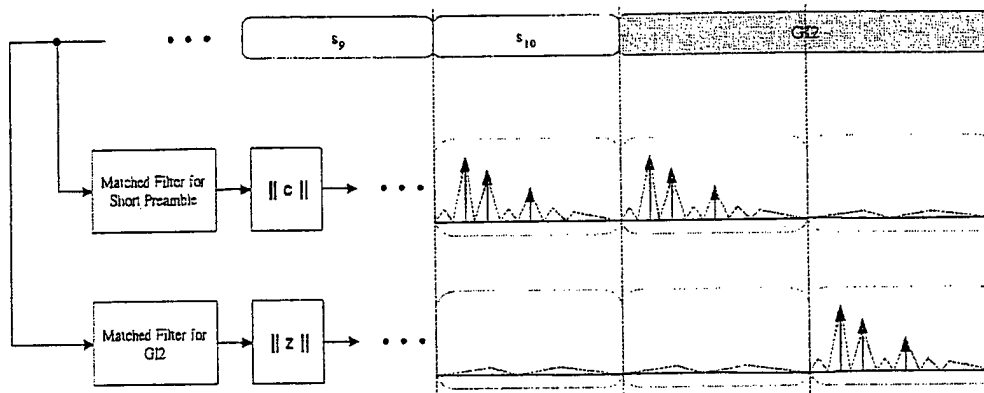 s9
s10
GI2
Matched Filter for
Short Preamble
|| c ||
Matched Filter for
GI2
|| z ||